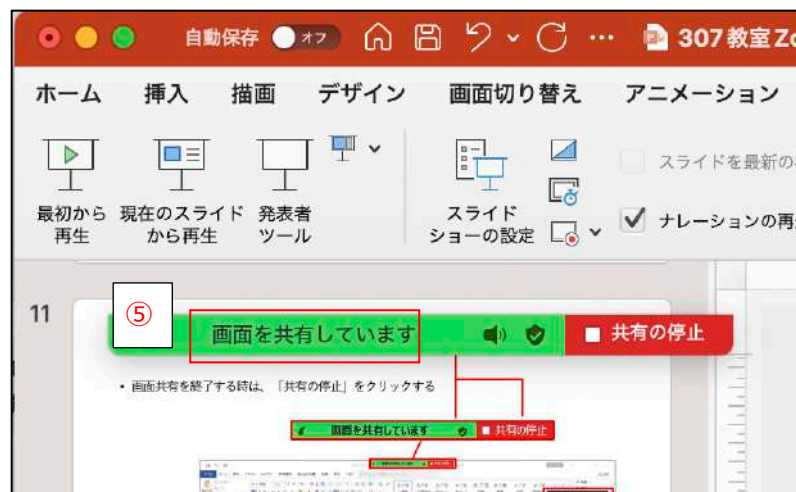 自動保存 オフ ... 307教室Zo
ホーム 挿入 描画 デザイン 画面切り替え アニメーション
最初から
再生
現在のスライド
から再生
発表者
ツール
スライド
ショーの設定
スライドを最新の
ナレーションの再
11
⑤
画面を共有しています 共有の停止
• 画面共有を終了する時は、「共有の停止」をクリックする
画面を共有しています 共有の停止